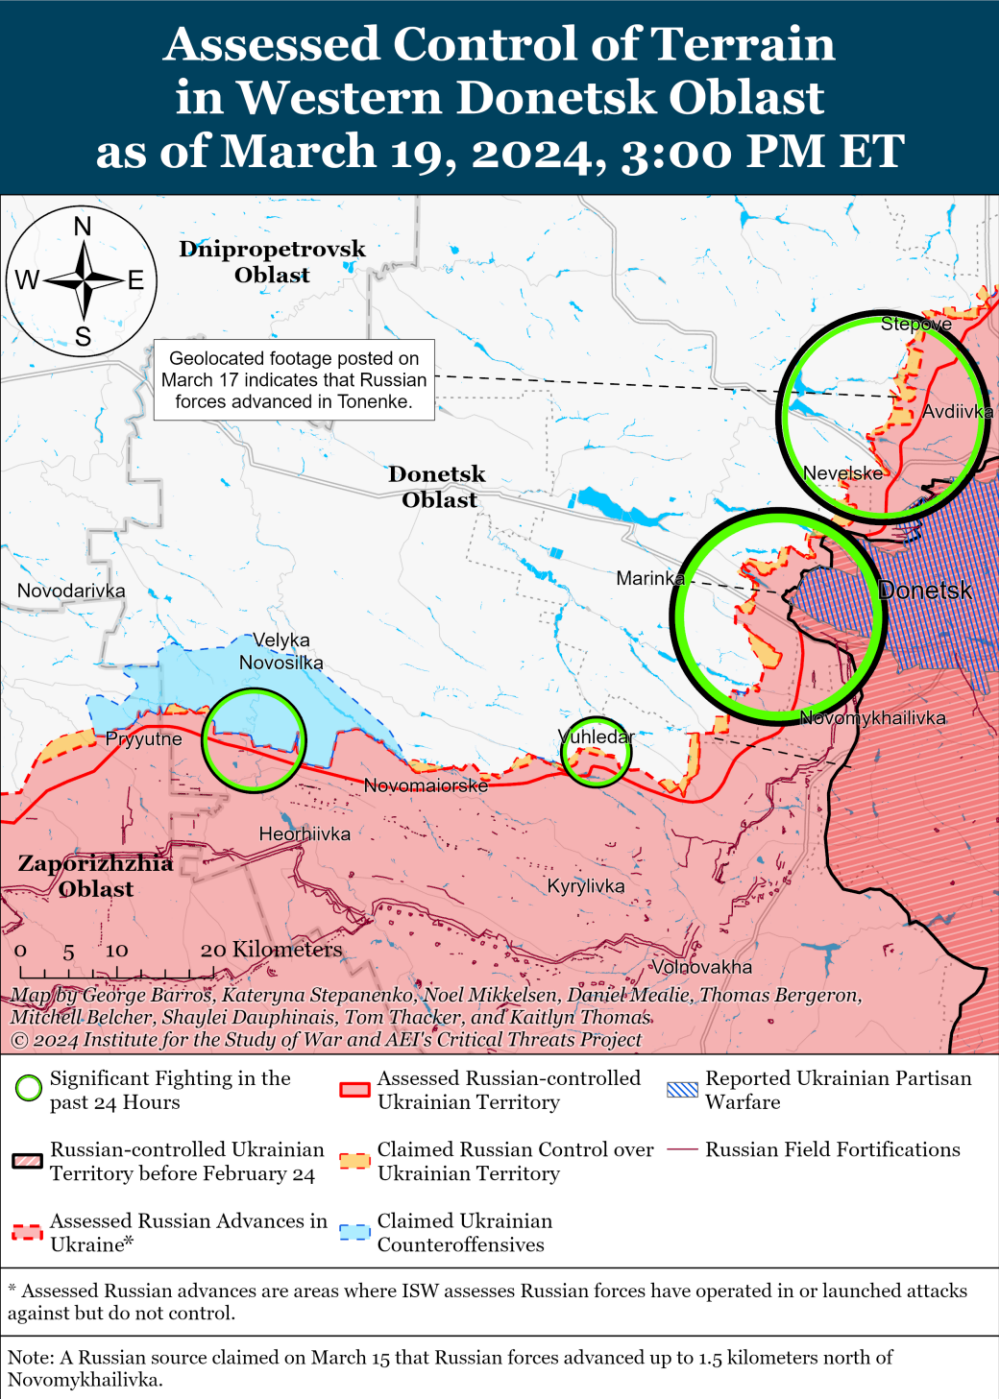 Assessed Control of Terrain
in Western Donetsk Oblast
as of March 19, 2024, 3:00 PM ET
N
W
E
S
Dnipropetrovsk
Oblast
Stepove
Geolocated footage posted on
March 17 indicates that Russian
forces advanced in Tonenke.
Avdiivka
Donetsk
Oblast
Nevelske
Marinka
Donetsk
Novodarivka
Velyka
Novosilka
Novomykhailivka
Pryyutne
Vuhledar
Novomaiorske
Heorhiivka
Zaporizhzhia
Oblast
Kyrylivka
0 5 10 20 Kilometers
Volnovakha
Map by George Barros, Kateryna Stepanenko, Noel Mikkelsen, Daniel Mealie, Thomas Bergeron,
Mitchell Belcher, Shaylei Dauphinais, Tom Thacker, and Kaitlyn Thomas
© 2024 Institute for the Study of War and AEI's Critical Threats Project
Significant Fighting in the
past 24 Hours
Assessed Russian-controlled
Ukrainian Territory
Reported Ukrainian Partisan
Warfare
Russian-controlled Ukrainian
Territory before February 24
Claimed Russian Control over
Ukrainian Territory
Russian Field Fortifications
Assessed Russian Advances in
Ukraine*
Claimed Ukrainian
Counteroffensives
* Assessed Russian advances are areas where ISW assesses Russian forces have operated in or launched attacks
against but do not control.
Note: A Russian source claimed on March 15 that Russian forces advanced up to 1.5 kilometers north of
Novomykhailivka.